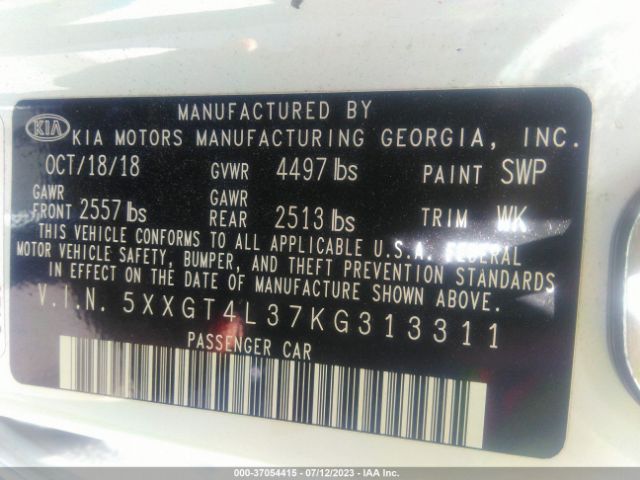 MANUFACTURED BY
KIA KIA MOTORS MANUFACTURING GEORGIA, INC.
OCT/18/18 GVWR 4497 lbs PAINT SWP
GAWR FRONT 2557 lbs GAWR REAR 2513 lbs TRIM WK
THIS VEHICLE CONFORMS TO ALL APPLICABLE U.S.A. FEDERAL
MOTOR VEHICLE SAFETY, BUMPER, AND THEFT PREVENTION STANDARDS
IN EFFECT ON THE DATE OF MANUFACTURE SHOWN ABOVE.
V.I.N. 5XXGT4L37KG313311
PASSENGER CAR
000-37054415 - 07/12/2023 - IAA Inc.